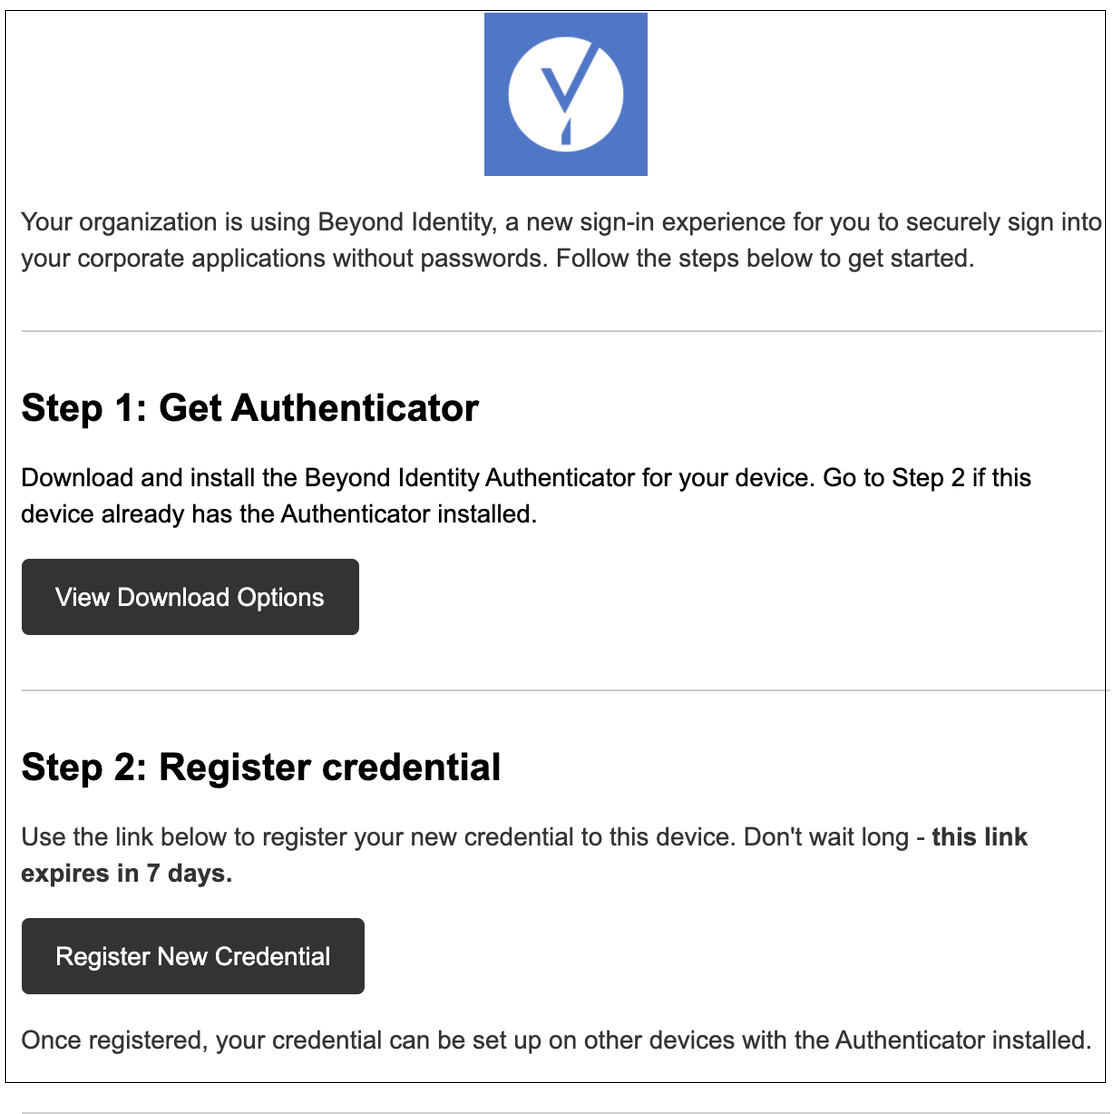 Your organization is using Beyond Identity, a new sign-in experience for you to securely sign into
your corporate applications without passwords. Follow the steps below to get started.
Step 1: Get Authenticator
Download and install the Beyond Identity Authenticator for your device. Go to Step 2 if this
device already has the Authenticator installed.
View Download Options
Step 2: Register credential
Use the link below to register your new credential to this device. Don't wait long - this link
expires in 7 days.
Register New Credential
Once registered, your credential can be set up on other devices with the Authenticator installed.